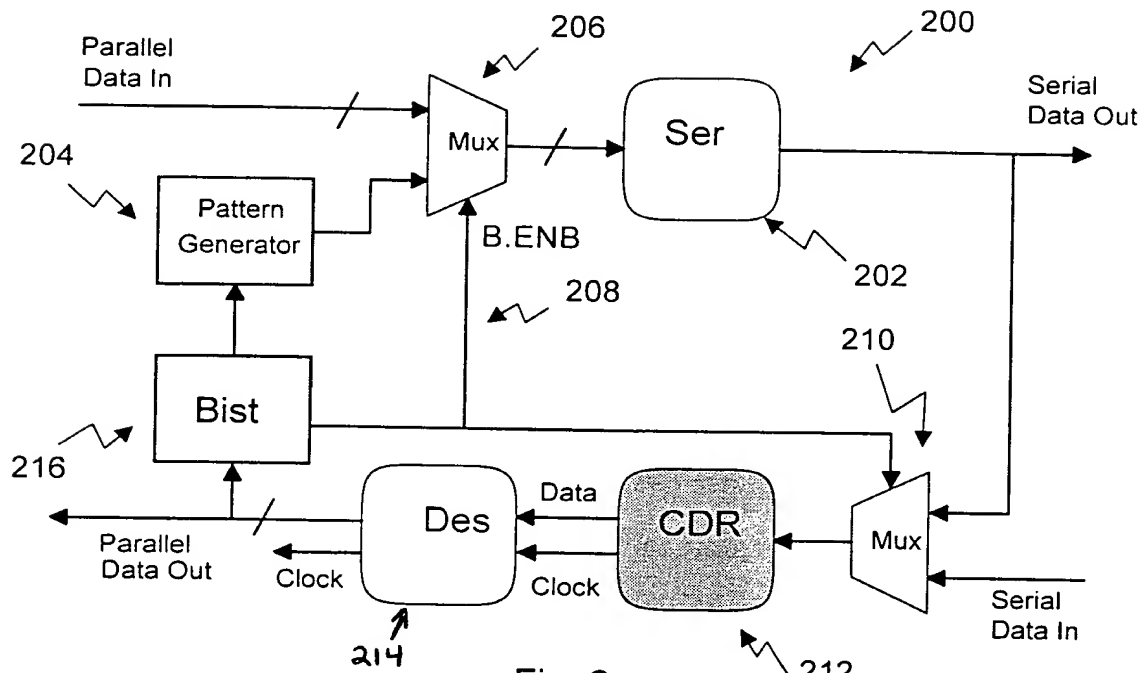 206
200
Parallel
Data In
Serial
Data Out
Mux
Ser
204
Pattern
Generator
B.ENB
202
208
210
Bist
216
Data
Des
CDR
Mux
Parallel
Data Out
Clock
Clock
Serial
Data In
214
212